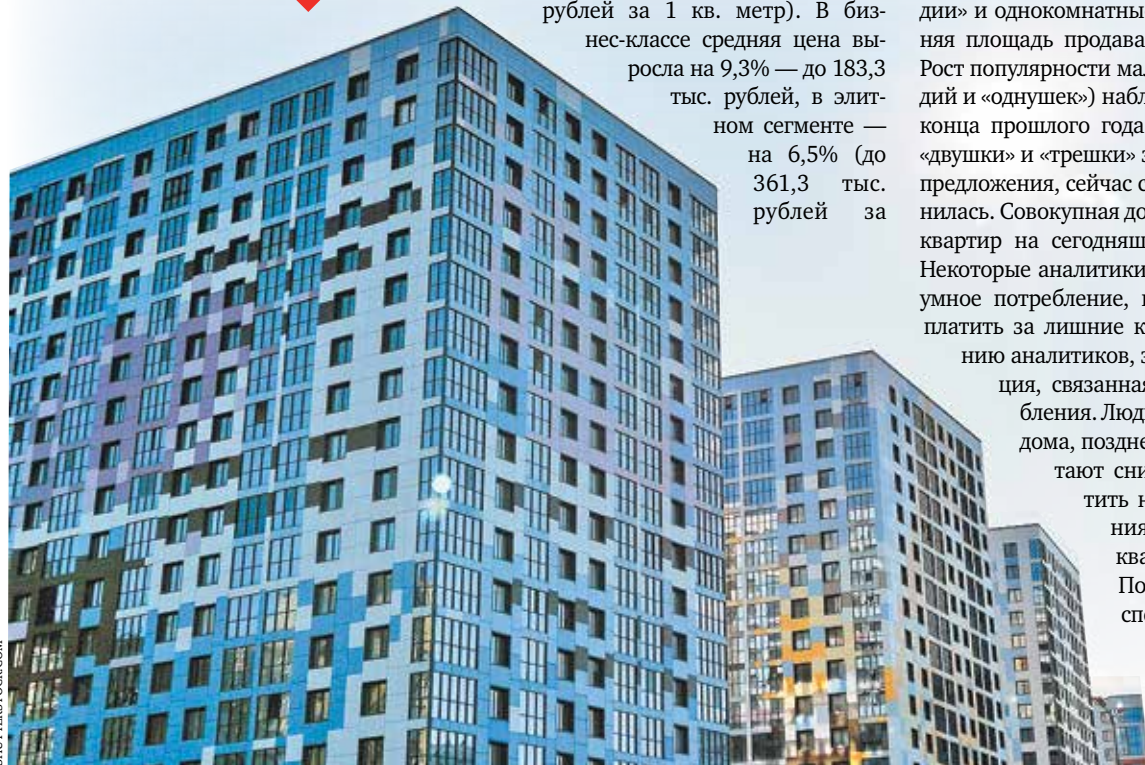 рублей за 1 кв. метр). В биз-
нес-классе средняя цена вы-
росла на 9,3% — до 183,3
тыс. рублей, в элит-
ном сегменте —
на 6,5% (до
361,3 тыс.
рублей за
дии» и однокомнатны
няя площадь продава
Рост популярности ма
дий и «однушек») наб
конца прошлого года
«двушки» и «трешки»
предложения, сейчас
нилась. Совокупная до
квартир на сегодняш
Некоторые аналитики
умное потребление,
платить за лишние
нию аналитиков,
ция, связанна
бления. Люд
дома, поздне
тают сни
тить
ния
ква
По
сп